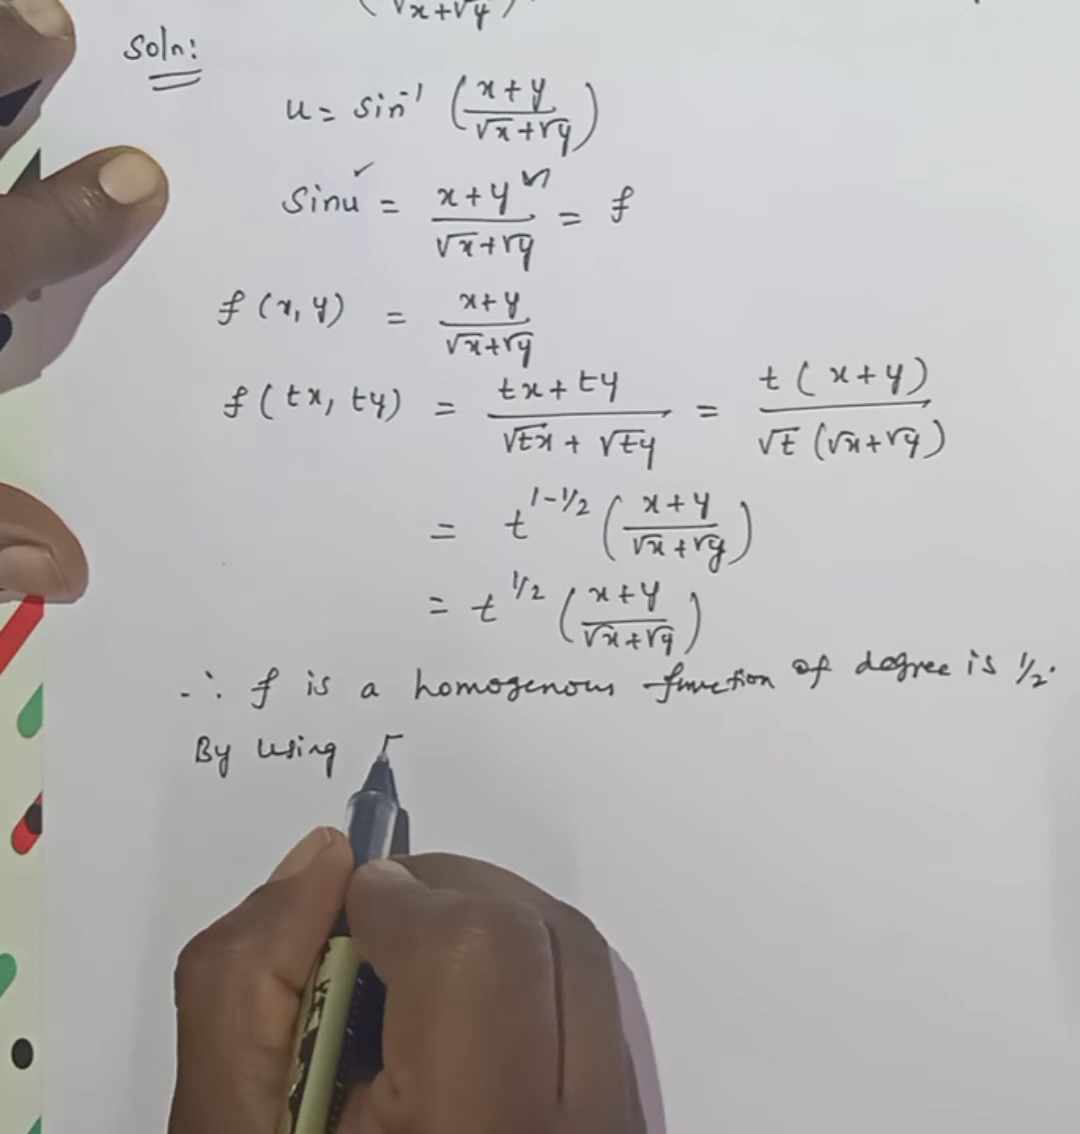 (√x+√y)
Soln:
u = sin⁻¹ (x+y / √x+√y)
Sinu = x+y / √x+√y = f
f(x, y) = x+y / √x+√y
f(tx, ty) = tx+ty / √tx + √ty = t(x+y) / √t (√x+√y)
= t^1-1/2 (x+y / √x+√y)
= t^1/2 (x+y / √x+√y)
∴ f is a homogenous function of degree is 1/2.
By using